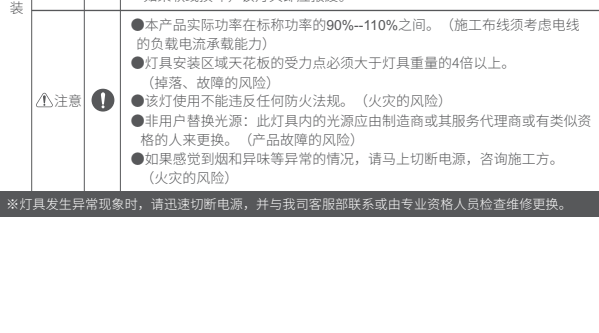 装
●本产品实际功率在标称功率的90%--110%之间。（施工布线须考虑电线
的负载电流承载能力）
●灯具安装区域天花板的受力点必须大于灯具重量的4倍以上。
（掉落、故障的风险）
⚠注意
●该灯使用不能违反任何防火法规。（火灾的风险）
●非用户替换光源：此灯具内的光源应由制造商或其服务代理商或有类似资
格的人来更换。（产品故障的风险）
●如果感觉到烟和异味等异常的情况，请马上切断电源，咨询施工方。
（火灾的风险）
※灯具发生异常现象时，请迅速切断电源，并与我司客服部联系或由专业资格人员检查维修更换。